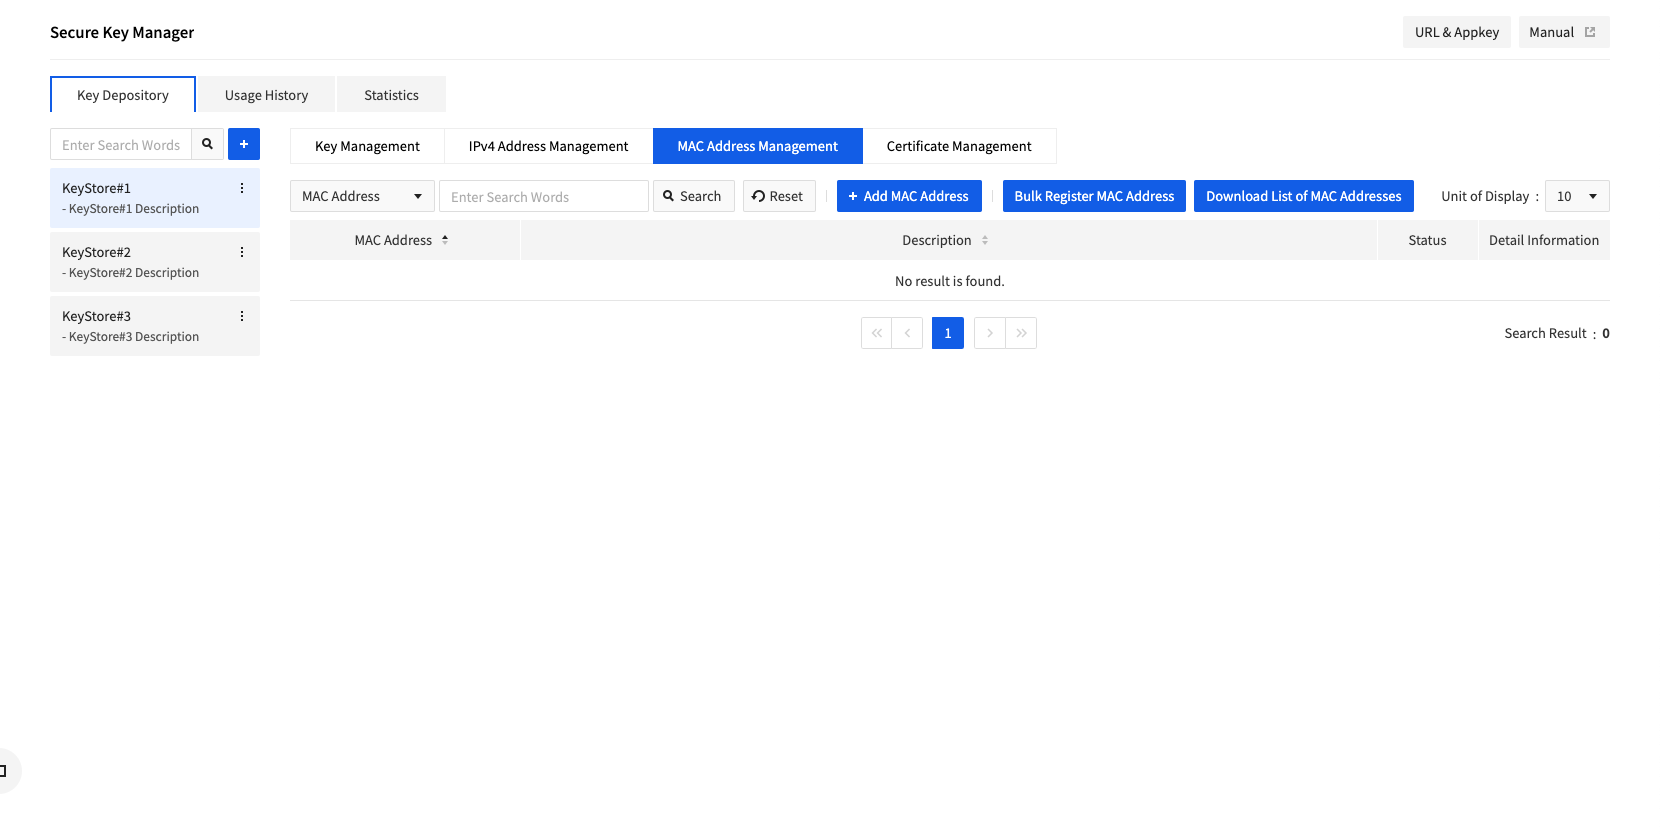 Secure Key Manager
URL & Appkey
Manual
Key Depository
Usage History
Statistics
Enter Search Words
+
KeyStore#1
- KeyStore#1 Description
KeyStore#2
- KeyStore#2 Description
KeyStore#3
- KeyStore#3 Description
Key Management
IPv4 Address Management
MAC Address Management
Certificate Management
MAC Address
Enter Search Words
Search
Reset
+ Add MAC Address
Bulk Register MAC Address
Download List of MAC Addresses
Unit of Display : 10
MAC Address
Description
Status
Detail Information
No result is found.
1
Search Result : 0